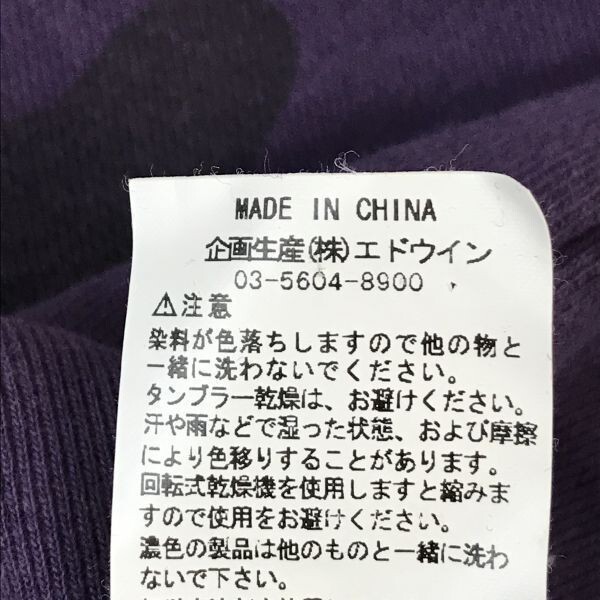 MADE IN CHINA
企画生産(株)エドウイン
03-5604-8900
⚠注意
染料が色落ちしますので他の物と
一緒に洗わないでください。
タンブラー乾燥は、お避けください。
汗や雨などで湿った状態、および摩擦
により色移りすることがあります。
回転式乾燥機を使用しますと縮みま
すので使用をお避けください。
濃色の製品は他のものと一緒に洗わ
ないで下さい。